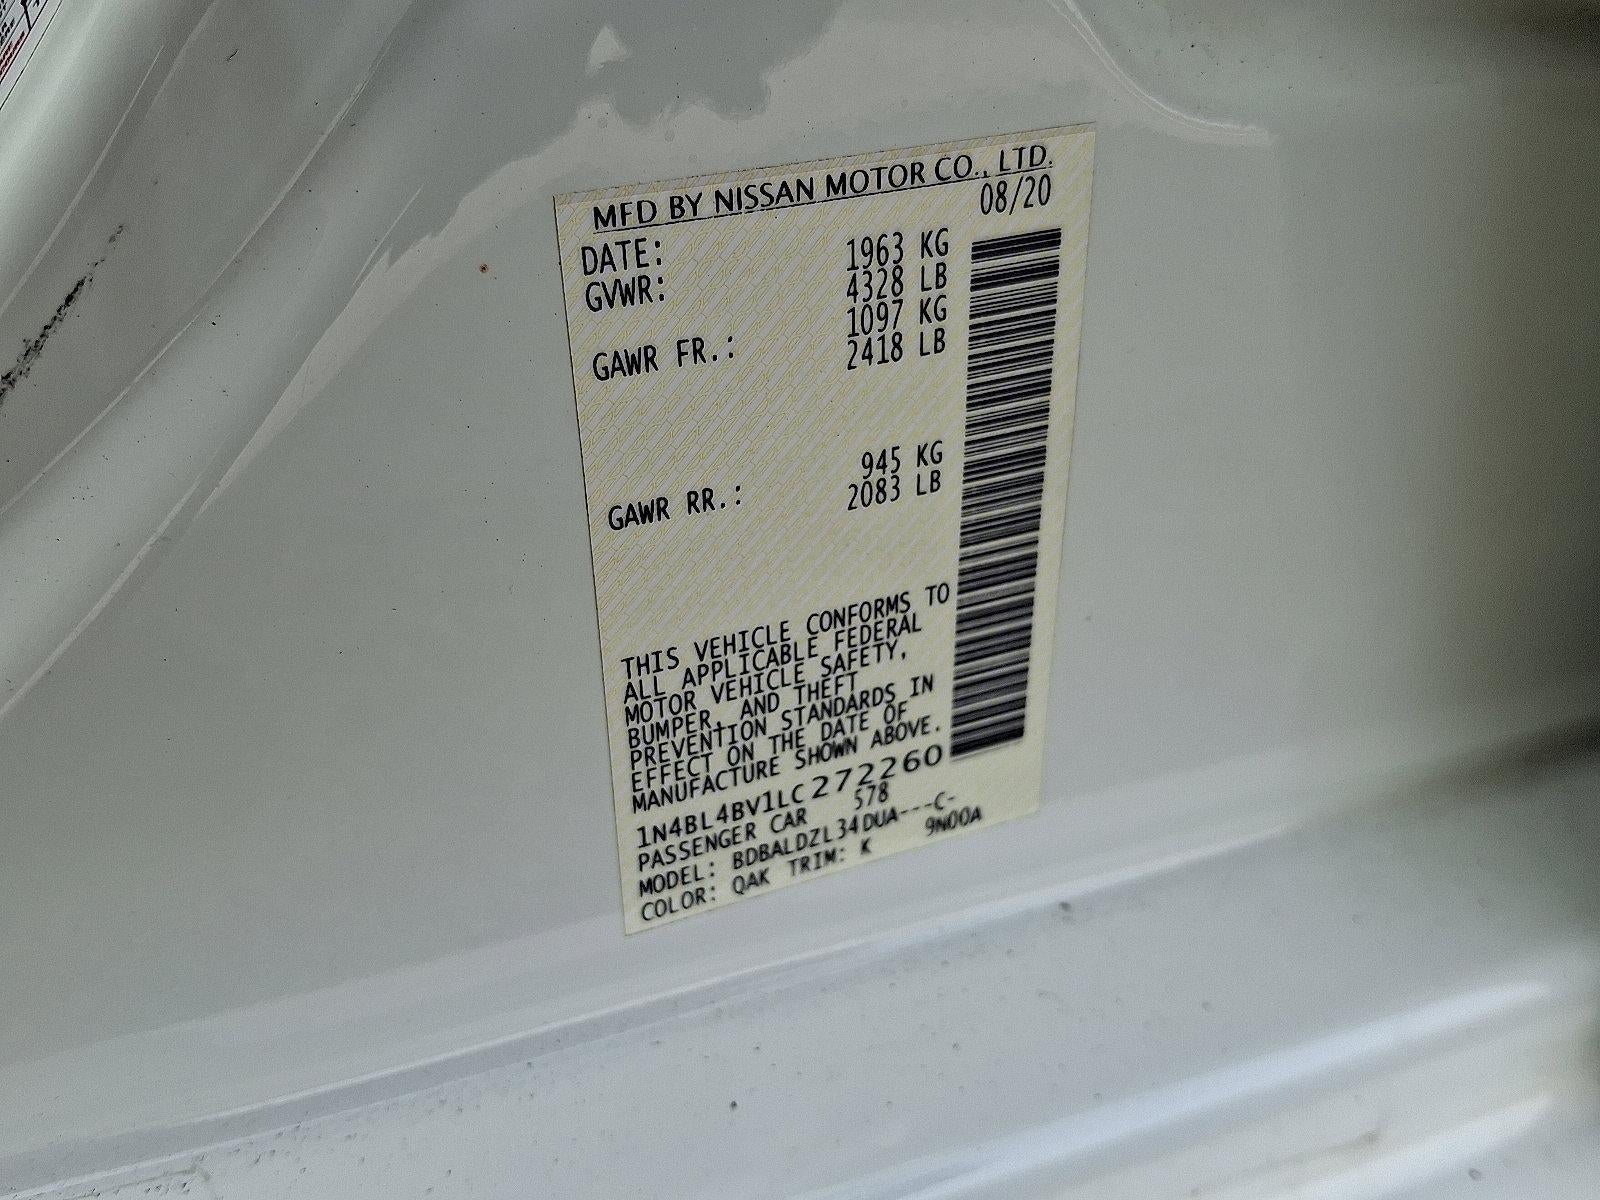 MFD BY NISSAN MOTOR CO., LTD.
DATE: 08/20
GVWR: 1963 KG
4328 LB
GAWR FR.: 1097 KG
2418 LB
GAWR RR.: 945 KG
2083 LB
THIS VEHICLE CONFORMS TO
ALL APPLICABLE FEDERAL
MOTOR VEHICLE SAFETY,
BUMPER, AND THEFT
PREVENTION STANDARDS IN
EFFECT ON THE DATE OF
MANUFACTURE SHOWN ABOVE.
1N4BL4BV1LC272260
PASSENGER CAR 578
MODEL: BDBALDZL34DUA---C-
COLOR: QAK TRIM: K 9N00A